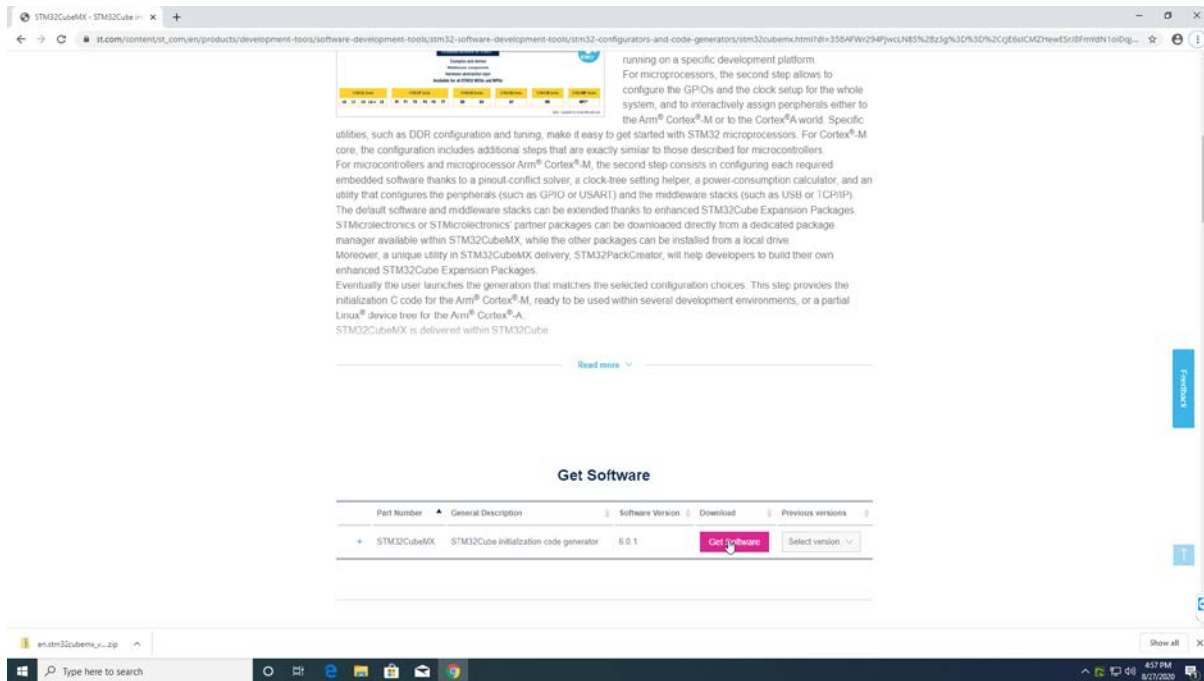 STM32CubeMX - STM32Cube in
st.com/content/st_com/en/products/development-tools/software-development-tools/stm32-software-development-tools/stm32-configurators-and-code-generators/stm32cubemx.html?
running on a specific development platform.
For microprocessors, the second step allows to
configure the GPIOs and the clock setup for the whole
system, and to interactively assign peripherals either to
the Arm® Cortex®-M or to the Cortex®A world. Specific
utilities, such as DDR configuration and tuning, make it easy to get started with STM32 microprocessors. For Cortex®-M
core, the configuration includes additional steps that are exactly similar to those described for microcontrollers.
For microcontrollers and microprocessor Arm® Cortex®-M, the second step consists in configuring each required
embedded software thanks to a pinout-conflict solver, a clock-tree setting helper, a power-consumption calculator, and an
utility that configures the peripherals (such as GPIO or USART) and the middleware stacks (such as USB or TCP/IP).
The default software and middleware stacks can be extended thanks to enhanced STM32Cube Expansion Packages.
STMicroelectronics or STMicroelectronics' partner packages can be downloaded directly from a dedicated package
manager available within STM32CubeMX, while the other packages can be installed from a local drive.
Moreover, a unique utility in STM32CubeMX delivery, STM32PackCreator, will help developers to build their own
enhanced STM32Cube Expansion Packages.
Eventually the user launches the generation that matches the selected configuration choices. This step provides the
initialization C code for the Arm® Cortex®-M, ready to be used within several development environments, or a partial
Linux® device tree for the Arm® Cortex®-A.
STM32CubeMX is delivered within STM32Cube
Read more
Feedback
Get Software
Part Number General Description Software Version Download Previous versions
+ STM32CubeMX STM32Cube initialization code generator 6.0.1 Get Software Select version
en.stm32cubemx_v....zip
Show all
Type here to search
4:57 PM
8/27/2020